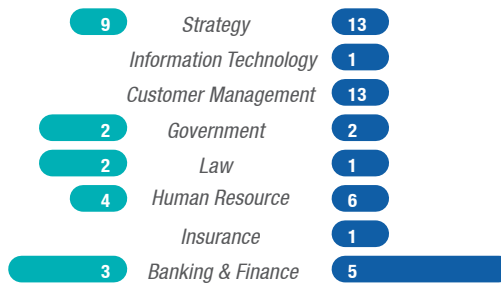 9 Strategy 13
Information Technology 1
Customer Management 13
2 Government 2
2 Law 1
4 Human Resource 6
Insurance 1
3 Banking & Finance 5